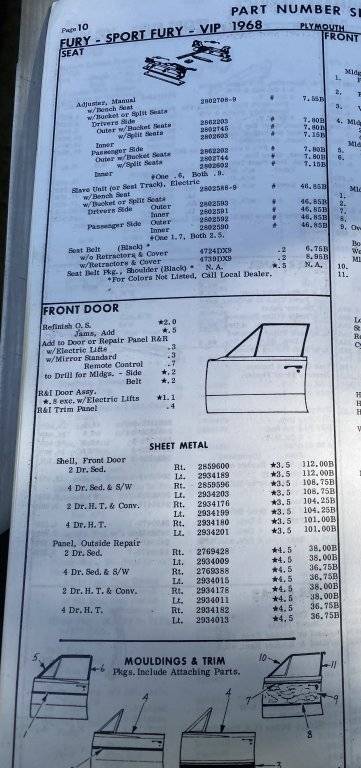 Page 10
PART NUMBER
1968
PLYMOUTH
FURY - SPORT FURY - VIP
FRONT
SEAT
Adjuster, Manual
w/Bench Seat 2802708-9 # 7.55B
w/Bucket or Split Seats
Drivers Side 2862203 # 7.80B
Outer w/Bucket Seats 2802745 # 7.80B
Inner 2802603 # 7.15B
Passenger Side 2862202 # 7.80B
Outer w/Bucket Seats 2802744 # 7.80B
Inner 2802602 # 7.15B
#One .6, Both .9.
Slave Unit (or Seat Track), Electric
w/Bench Seat 2802588-9 # 46.85B
w/Bucket or Split Seats
Drivers Side Outer 2802593 # 46.85B
Inner 2802591 # 46.85B
Passenger Side Outer 2802592 # 46.85B
Inner 2802590 # 46.85B
#One 1.7, Both 2.5.
Seat Belt (Black) *
w/o Retractors & Cover 4724DX9 .2 6.75B
w/Retractors & Cover 4739DX9 .2 8.95B
Seat Belt Pkg., Shoulder (Black) * N.A. ★.5 N.A.
*For Colors Not Listed, Call Local Dealer.
FRONT DOOR
Refinish O.S. ★2.0
Jams, Add ★.5
Add to Door or Repair Panel R&R
w/Electric Lifts .3
w/Mirror Standard .3
Remote Control .7
to Drill for Mldgs. - Side ★.2
Belt ★.2
R&I Door Assy.
★.8 exc. w/Electric Lifts ★1.1
R&I Trim Panel .4
SHEET METAL
Shell, Front Door
2 Dr. Sed. Rt. 2859600 ★3.5 112.00B
Lt. 2934189 ★3.5 112.00B
4 Dr. Sed. & S/W Rt. 2859596 ★3.5 108.75B
Lt. 2934203 ★3.5 108.75B
2 Dr. H.T. & Conv. Rt. 2934176 ★3.5 104.25B
Lt. 2934199 ★3.5 104.25B
4 Dr. H.T. Rt. 2934180 ★3.5 101.00B
Lt. 2934201 ★3.5 101.00B
Panel, Outside Repair
2 Dr. Sed. Rt. 2769428 ★4.5 38.00B
Lt. 2934009 ★4.5 38.00B
4 Dr. Sed. & S/W Rt. 2769388 ★4.5 36.75B
Lt. 2934015 ★4.5 36.75B
2 Dr. H.T. & Conv. Rt. 2934178 ★4.5 38.00B
Lt. 2934011 ★4.5 38.00B
4 Dr. H.T. Rt. 2934182 ★4.5 36.75B
Lt. 2934013 ★4.5 36.75B
MOULDINGS & TRIM
Pkgs. Include Attaching Parts.
5
6
10
11
4
4
7
9
8
3